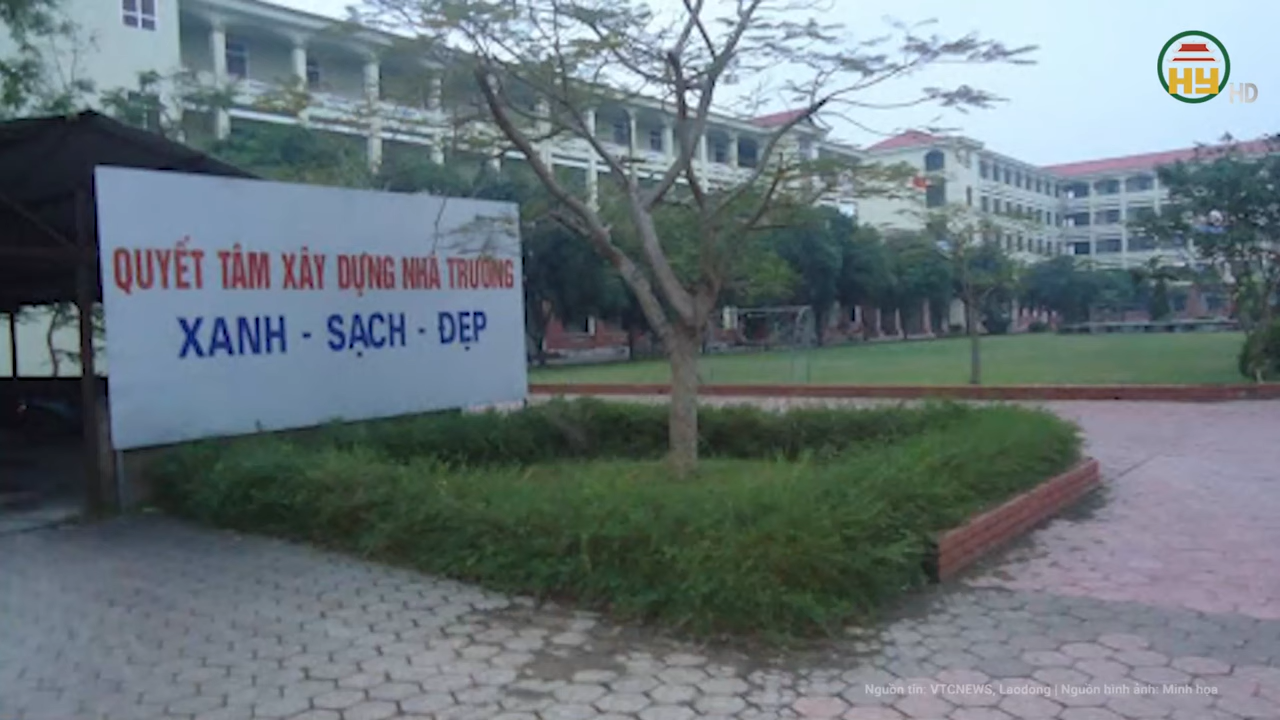 HY HD
QUYẾT TÂM XÂY DỰNG NHÀ TRƯỜNG
XANH - SẠCH - ĐẸP
Nguồn tin: VTCNEWS, Laodong | Nguồn hình ảnh: Minh họa